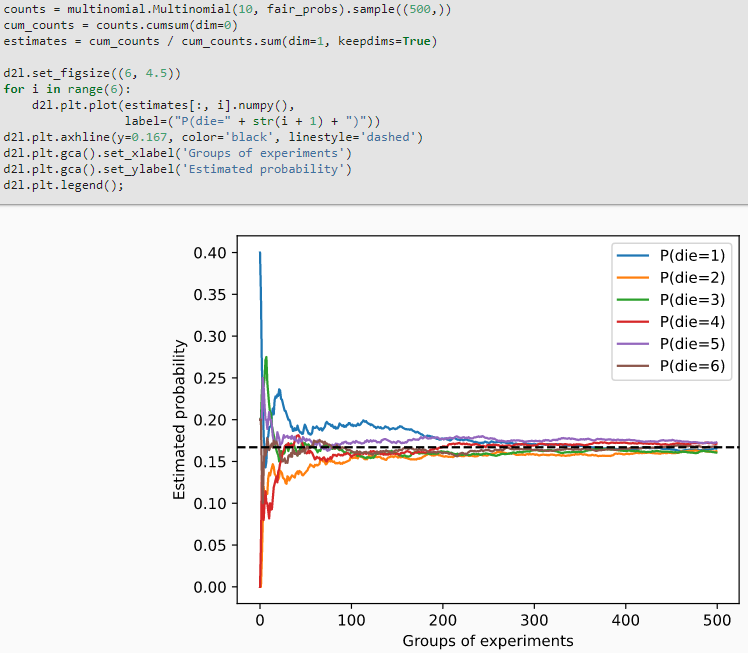 counts = multinomial.Multinomial(10, fair_probs).sample((500,))
cum_counts = counts.cumsum(dim=0)
estimates = cum_counts / cum_counts.sum(dim=1, keepdims=True)
d2l.set_figsize((6, 4.5))
for i in range(6):
    d2l.plt.plot(estimates[:, i].numpy(),
                 label=("P(die=" + str(i + 1) + ")"))
d2l.plt.axhline(y=0.167, color='black', linestyle='dashed')
d2l.plt.gca().set_xlabel('Groups of experiments')
d2l.plt.gca().set_ylabel('Estimated probability')
d2l.plt.legend();
0.40
0.35
0.30
0.25
0.20
0.15
0.10
0.05
0.00
Estimated probability
P(die=1)
P(die=2)
P(die=3)
P(die=4)
P(die=5)
P(die=6)
0 100 200 300 400 500
Groups of experiments